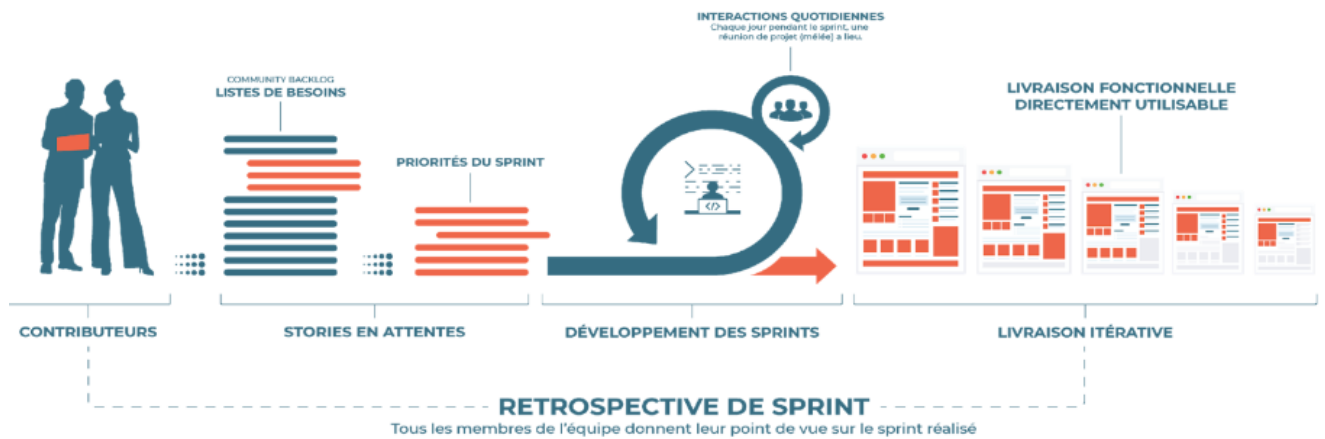 INTERACTIONS QUOTIDIENNES
Chaque jour pendant le sprint, une
réunion de projet (mêlée) a lieu.
COMMUNITY BACKLOG
LISTES DE BESOINS
PRIORITÉS DU SPRINT
LIVRAISON FONCTIONNELLE
DIRECTEMENT UTILISABLE
</>
CONTRIBUTEURS
STORIES EN ATTENTES
DÉVELOPPEMENT DES SPRINTS
LIVRAISON ITÉRATIVE
RETROSPECTIVE DE SPRINT
Tous les membres de l'équipe donnent leur point de vue sur le sprint réalisé